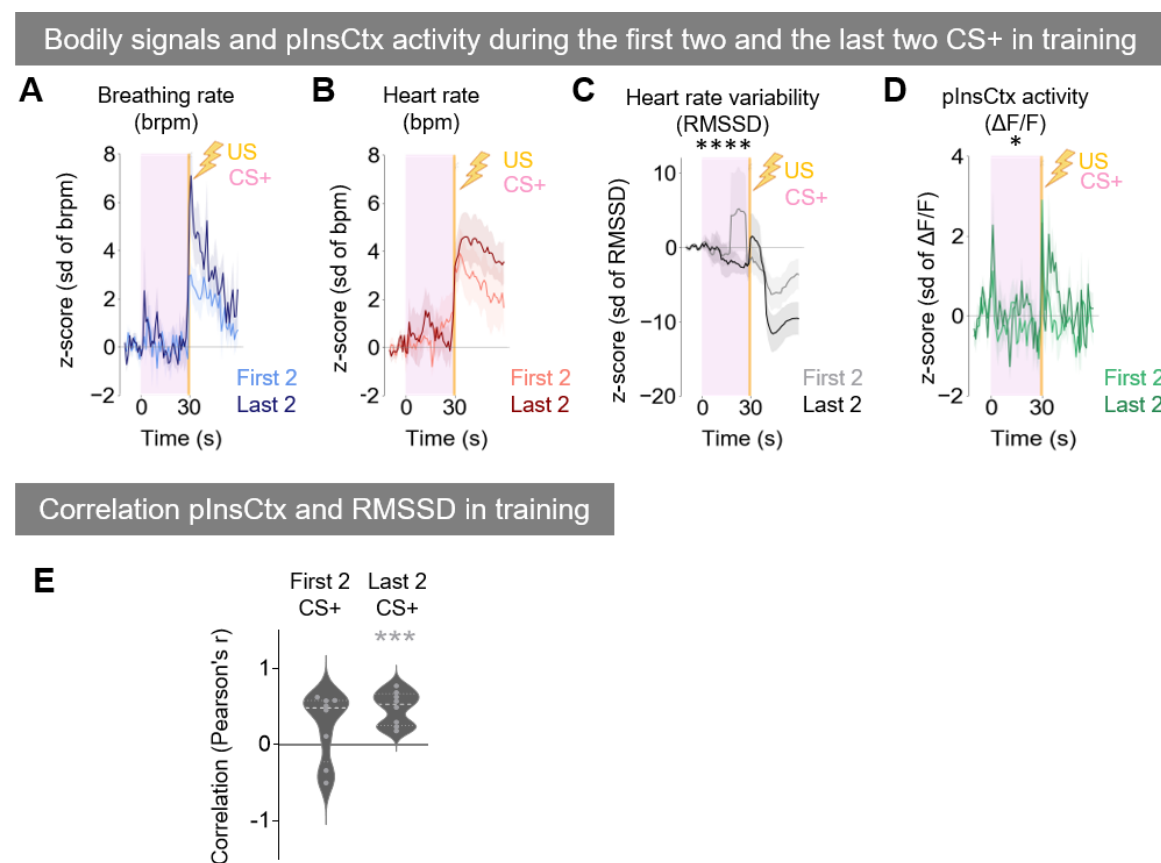 Bodily signals and pInsCtx activity during the first two and the last two CS+ in training
A
Breathing rate
(brpm)
z-score (sd of brpm)
8
6
4
2
0
−2
US
CS+
First 2
Last 2
0
30
Time (s)
B
Heart rate
(bpm)
z-score (sd of bpm)
8
6
4
2
0
-2
US
CS+
First 2
Last 2
0
30
Time (s)
C
Heart rate variability
(RMSSD)
****
z-score (sd of RMSSD)
10
0
−10
−20
US
CS+
First 2
Last 2
0
30
Time (s)
D
pInsCtx activity
(ΔF/F)
*
z-score (sd of ΔF/F)
4
2
0
−2
US
CS+
First 2
Last 2
0
30
Time (s)
Correlation pInsCtx and RMSSD in training
E
First 2
CS+
Last 2
CS+
***
Correlation (Pearson's r)
1
0
-1